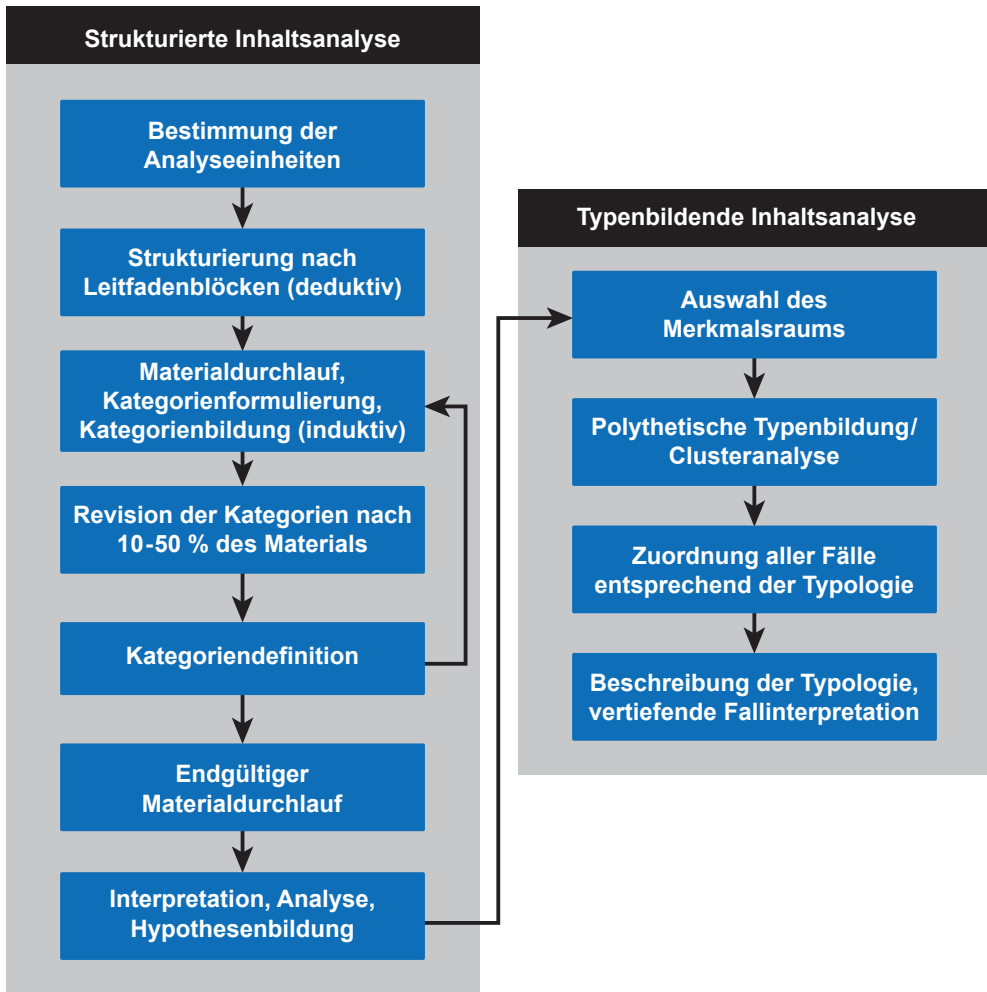 Strukturierte Inhaltsanalyse
Bestimmung der
Analyseeinheiten
Strukturierung nach
Leitfadenblöcken (deduktiv)
Materialdurchlauf,
Kategorienformulierung,
Kategorienbildung (induktiv)
Revision der Kategorien nach
10-50 % des Materials
Kategoriendefinition
Endgültiger
Materialdurchlauf
Interpretation, Analyse,
Hypothesenbildung
Typenbildende Inhaltsanalyse
Auswahl des
Merkmalsraums
Polythetische Typenbildung/
Clusteranalyse
Zuordnung aller Fälle
entsprechend der Typologie
Beschreibung der Typologie,
vertiefende Fallinterpretation